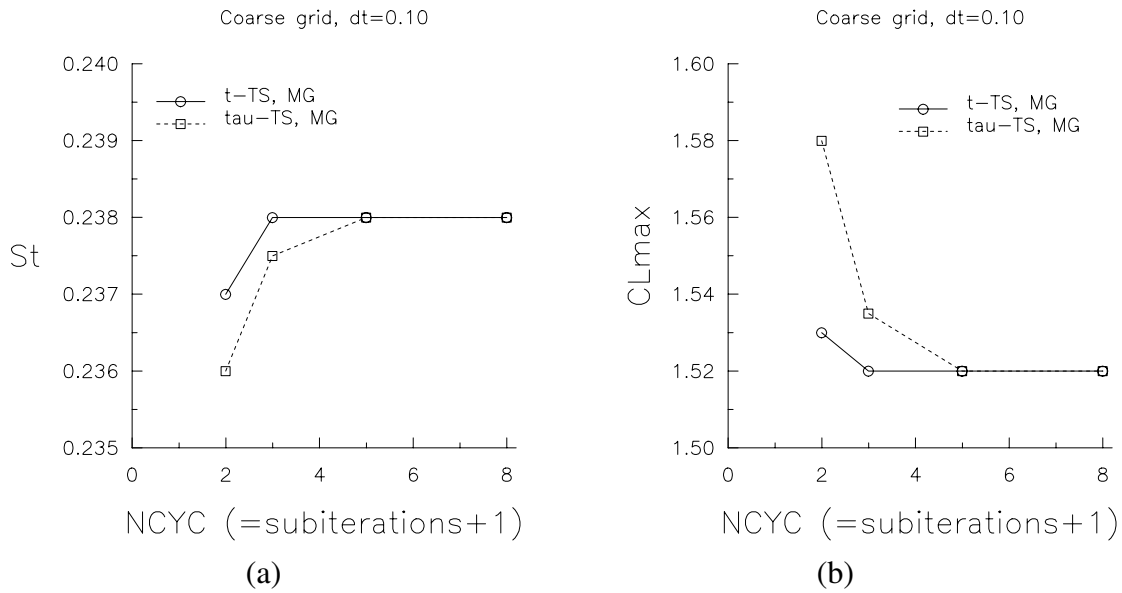 Coarse grid, dt=0.10
0.240
0.239
0.238
0.237
0.236
0.235
St
t-TS, MG
tau-TS, MG
0 2 4 6 8
NCYC (=subiterations+1)
(a)
Coarse grid, dt=0.10
1.60
1.58
1.56
1.54
1.52
1.50
CLmax
t-TS, MG
tau-TS, MG
0 2 4 6 8
NCYC (=subiterations+1)
(b)